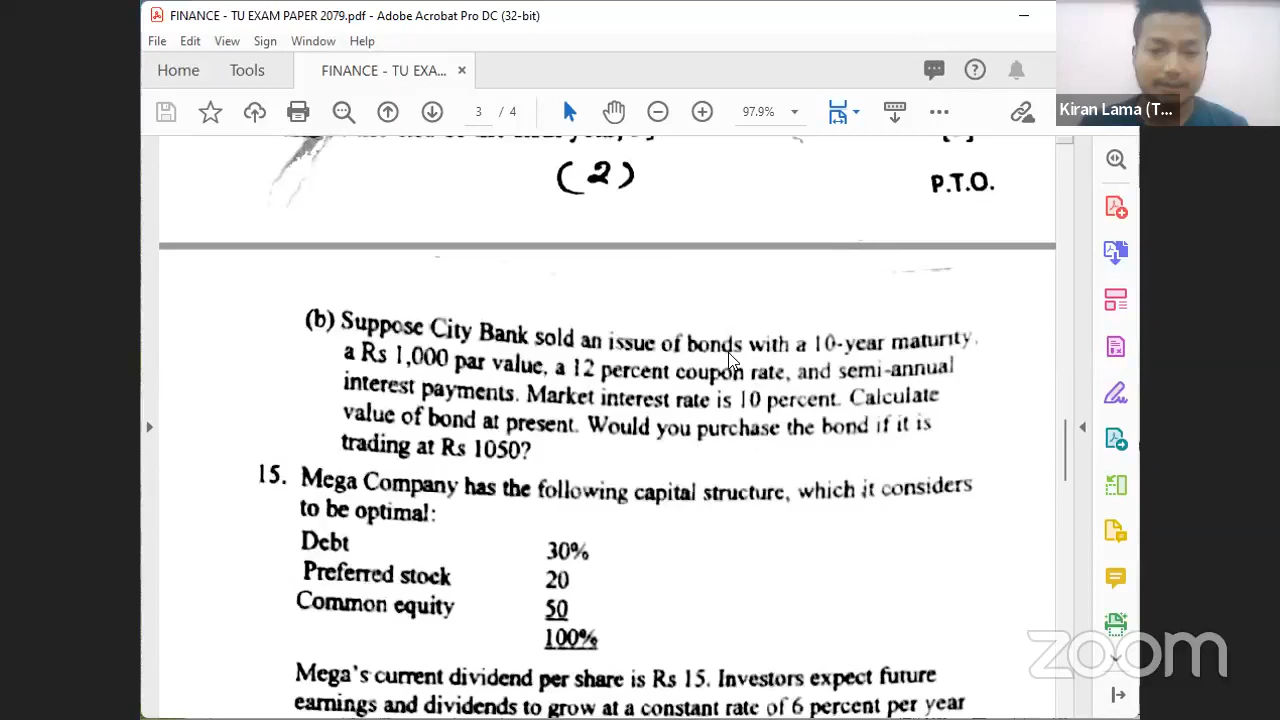 FINANCE - TU EXAM PAPER 2079.pdf - Adobe Acrobat Pro DC (32-bit)
File Edit View Sign Window Help
Home Tools FINANCE - TU EXA... ×
3 / 4 97.9%
Kiran Lama (T...
(2)
P.T.O.
(b) Suppose City Bank sold an issue of bonds with a 10-year maturity,
a Rs 1,000 par value, a 12 percent coupon rate, and semi-annual
interest payments. Market interest rate is 10 percent. Calculate
value of bond at present. Would you purchase the bond if it is
trading at Rs 1050?
15. Mega Company has the following capital structure, which it considers
to be optimal:
Debt 30%
Preferred stock 20
Common equity 50
100%
Mega's current dividend per share is Rs 15. Investors expect future
earnings and dividends to grow at a constant rate of 6 percent per year
zoom